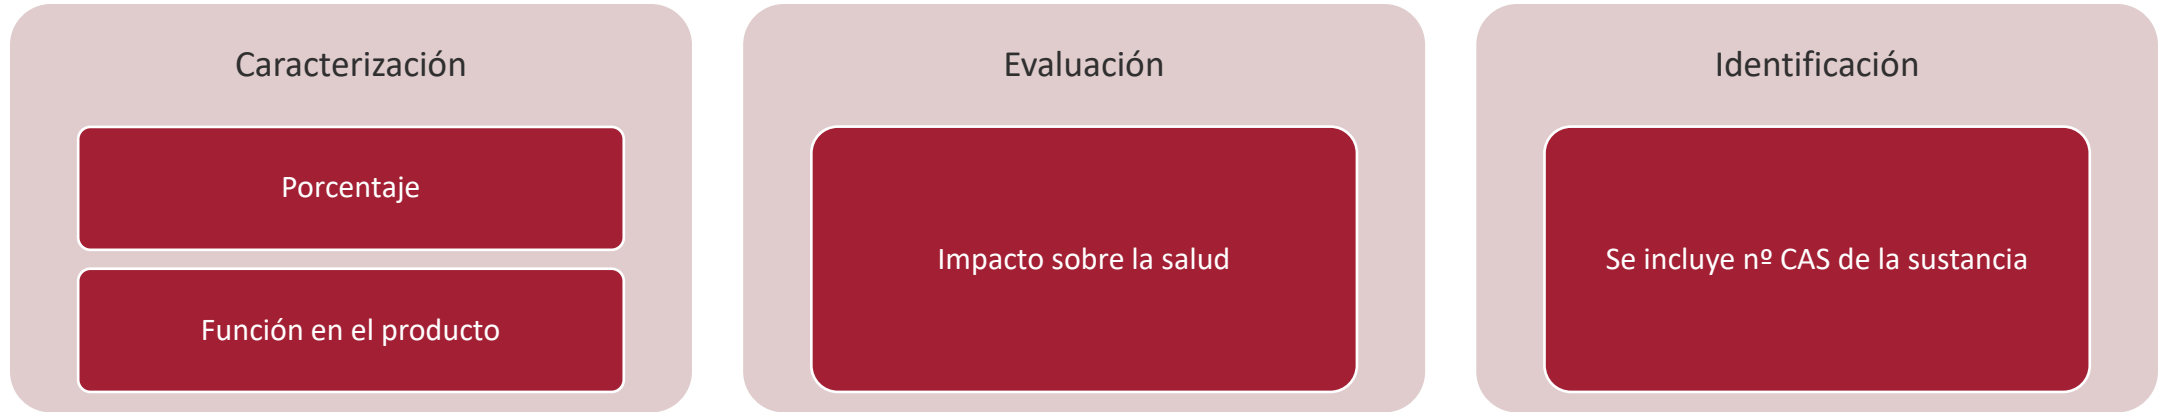 Caracterización
Porcentaje
Función en el producto
Evaluación
Impacto sobre la salud
Identificación
Se incluye nº CAS de la sustancia